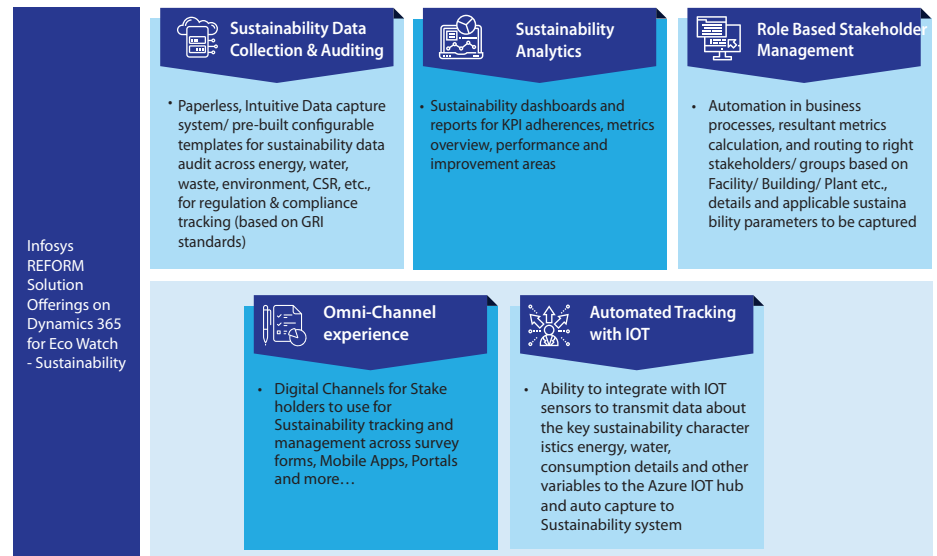 Infosys
REFORM
Solution
Offerings on
Dynamics 365
for Eco Watch
- Sustainability
Sustainability Data
Collection & Auditing
• Paperless, Intuitive Data capture
system/ pre-built configurable
templates for sustainability data
audit across energy, water,
waste, environment, CSR, etc.,
for regulation & compliance
tracking (based on GRI
standards)
Sustainability
Analytics
• Sustainability dashboards and
reports for KPI adherences, metrics
overview, performance and
improvement areas
Role Based Stakeholder
Management
• Automation in business
processes, resultant metrics
calculation, and routing to right
stakeholders/ groups based on
Facility/ Building/ Plant etc.,
details and applicable sustaina
bility parameters to be captured
Omni-Channel
experience
• Digital Channels for Stake
holders to use for
Sustainability tracking and
management across survey
forms, Mobile Apps, Portals
and more…
Automated Tracking
with IOT
• Ability to integrate with IOT
sensors to transmit data about
the key sustainability character
istics energy, water,
consumption details and other
variables to the Azure IOT hub
and auto capture to
Sustainability system